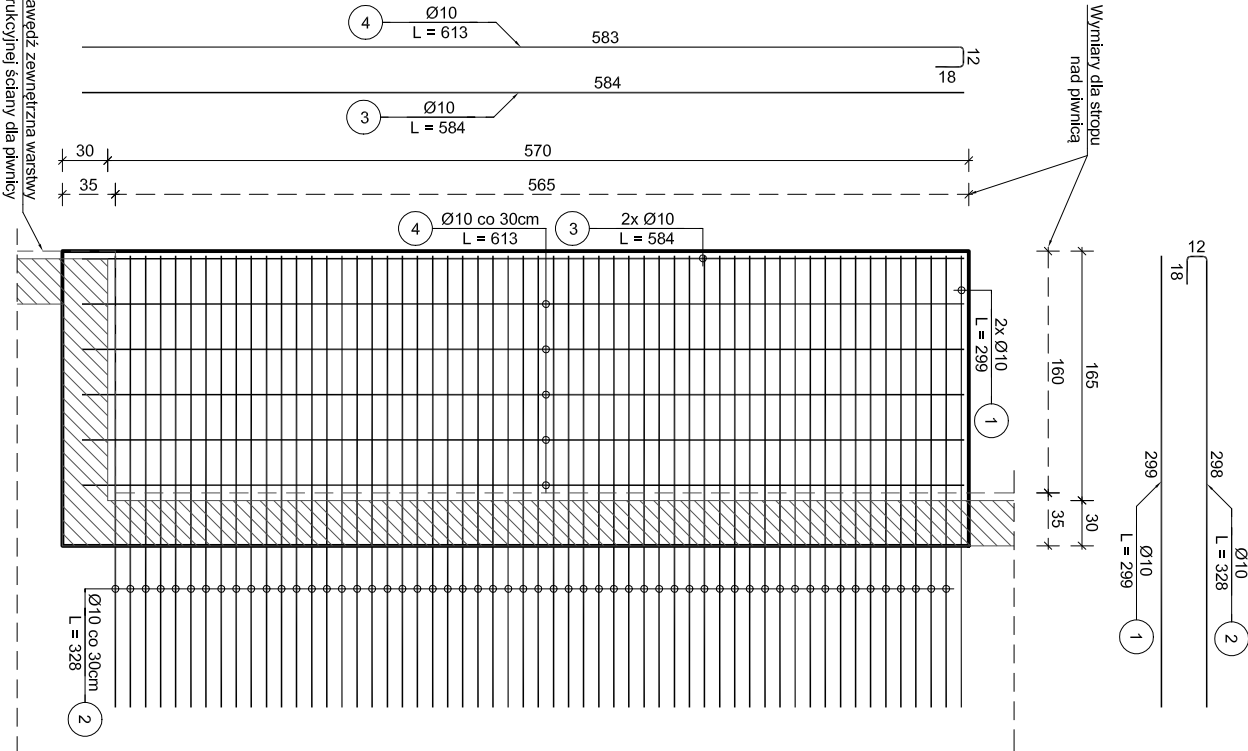 Ø10
L = 613
4
583
12
18
584
Ø10
L = 584
3
30
570
35
565
4
Ø10 co 30cm
L = 613
3
2x Ø10
L = 584
Wymiary dla stropu
nad piwnicą
zewnętrzna warstwy
ściany dla piwnicy
2x Ø10
L = 299
1
160
165
35
30
12
18
299
298
Ø10
L = 299
1
Ø10
L = 328
2
Ø10 co 30cm
L = 328
2